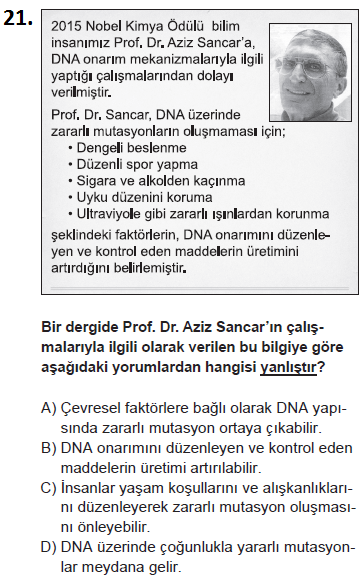 21.
2015 Nobel Kimya Ödülü bilim
insanımız Prof. Dr. Aziz Sancar'a,
DNA onarım mekanizmalarıyla ilgili
yaptığı çalışmalarından dolayı
verilmiştir.
Prof. Dr. Sancar, DNA üzerinde
zararlı mutasyonların oluşmaması için;
• Dengeli beslenme
• Düzenli spor yapma
• Sigara ve alkolden kaçınma
• Uyku düzenini koruma
• Ultraviyole gibi zararlı ışınlardan korunma
şeklindeki faktörlerin, DNA onarımını düzenle-
yen ve kontrol eden maddelerin üretimini
artırdığını belirlemiştir.
Bir dergide Prof. Dr. Aziz Sancar'ın çalış-
malarıyla ilgili olarak verilen bu bilgiye göre
aşağıdaki yorumlardan hangisi yanlıştır?
A) Çevresel faktörlere bağlı olarak DNA yapı-
sında zararlı mutasyon ortaya çıkabilir.
B) DNA onarımını düzenleyen ve kontrol eden
maddelerin üretimi artırılabilir.
C) İnsanlar yaşam koşullarını ve alışkanlıkları-
nı düzenleyerek zararlı mutasyon oluşması-
nı önleyebilir.
D) DNA üzerinde çoğunlukla yararlı mutasyon-
lar meydana gelir.